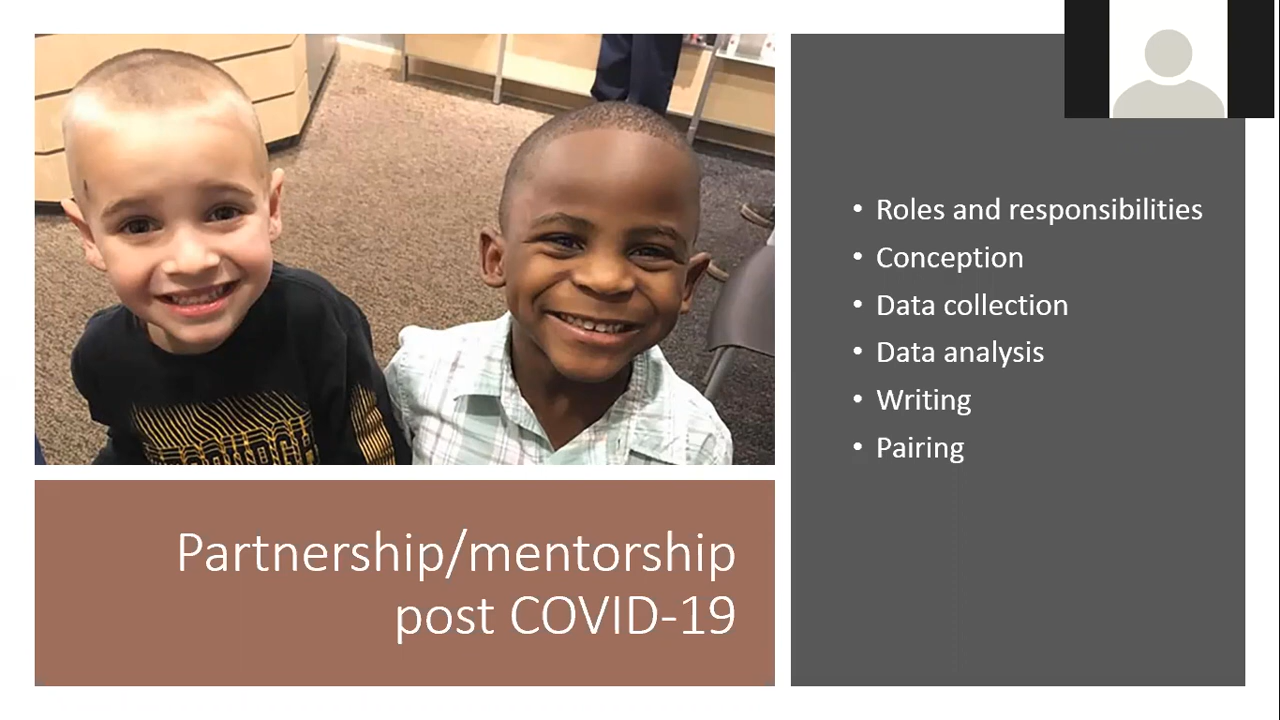 Partnership/mentorship
post COVID-19
• Roles and responsibilities
• Conception
• Data collection
• Data analysis
• Writing
• Pairing